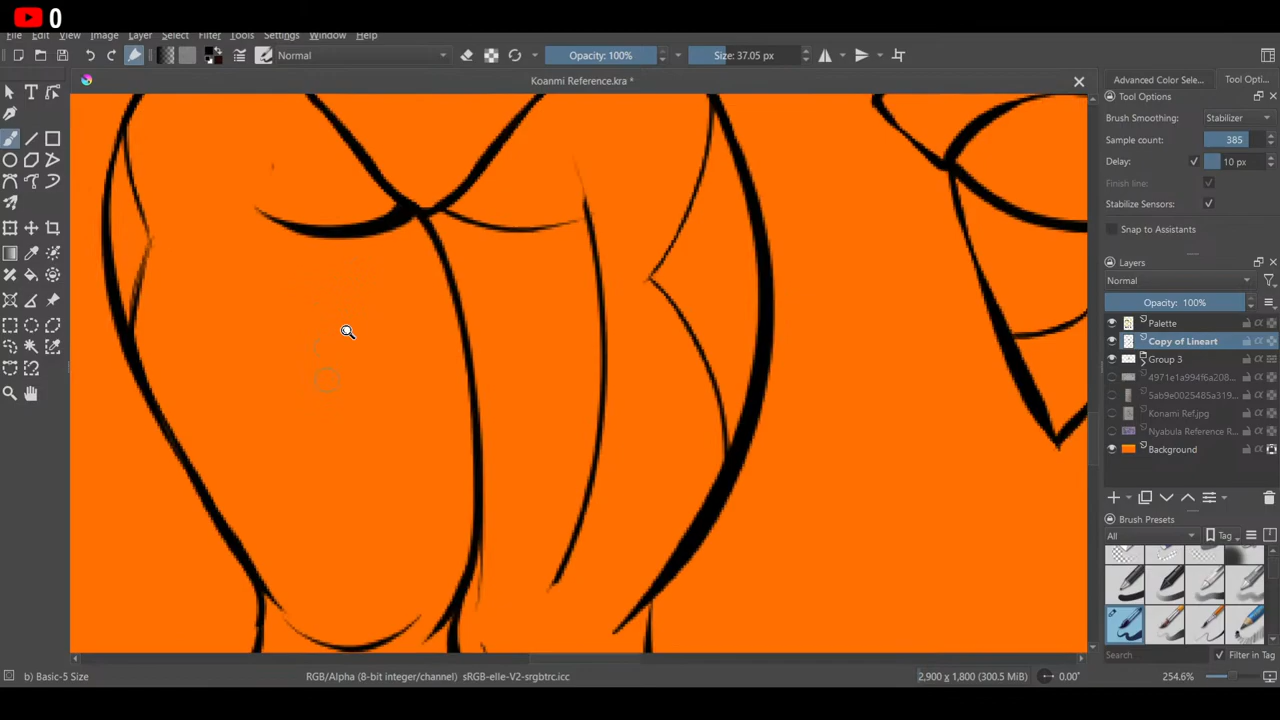 0
File Edit View Image Layer Select Filter Tools Settings Window Help
Normal
Opacity: 100%
Size: 37.05 px
Koanmi Reference.kra *
Advanced Color Sele...
Tool Opti...
Tool Options
Brush Smoothing: Stabilizer
Sample count: 385
Delay: 10 px
Finish line:
Stabilize Sensors:
Snap to Assistants
Layers
Normal
Opacity: 100%
Palette
Copy of Lineart
Group 3
4971e1a994f6a208...
5ab9e0025485a319...
Konami Ref.jpg
Nyabula Reference R...
Background
Brush Presets
All
Tag
Search
Filter in Tag
b) Basic-5 Size
RGB/Alpha (8-bit integer/channel) sRGB-elle-V2-srgbtrc.icc
2,900 x 1,800 (300.5 MiB)
0.00°
254.6%